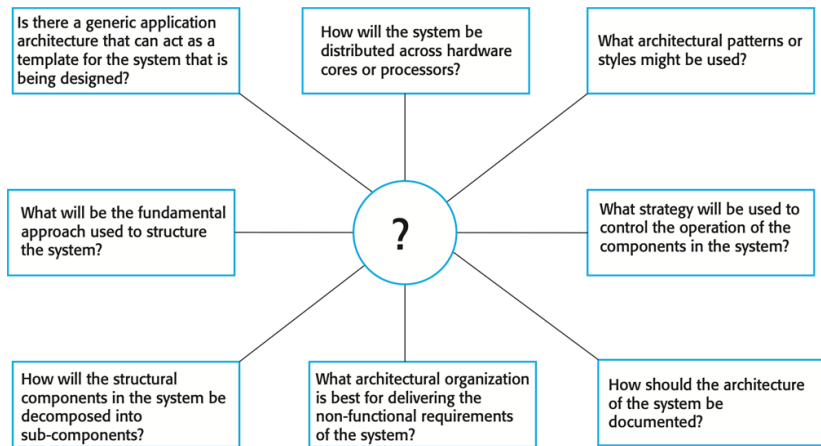 Is there a generic application
architecture that can act as a
template for the system that is
being designed?
How will the system be
distributed across hardware
cores or processors?
What architectural patterns or
styles might be used?
What will be the fundamental
approach used to structure
the system?
?
What strategy will be used to
control the operation of the
components in the system?
How will the structural
components in the system be
decomposed into
sub-components?
What architectural organization
is best for delivering the
non-functional requirements
of the system?
How should the architecture
of the system be
documented?